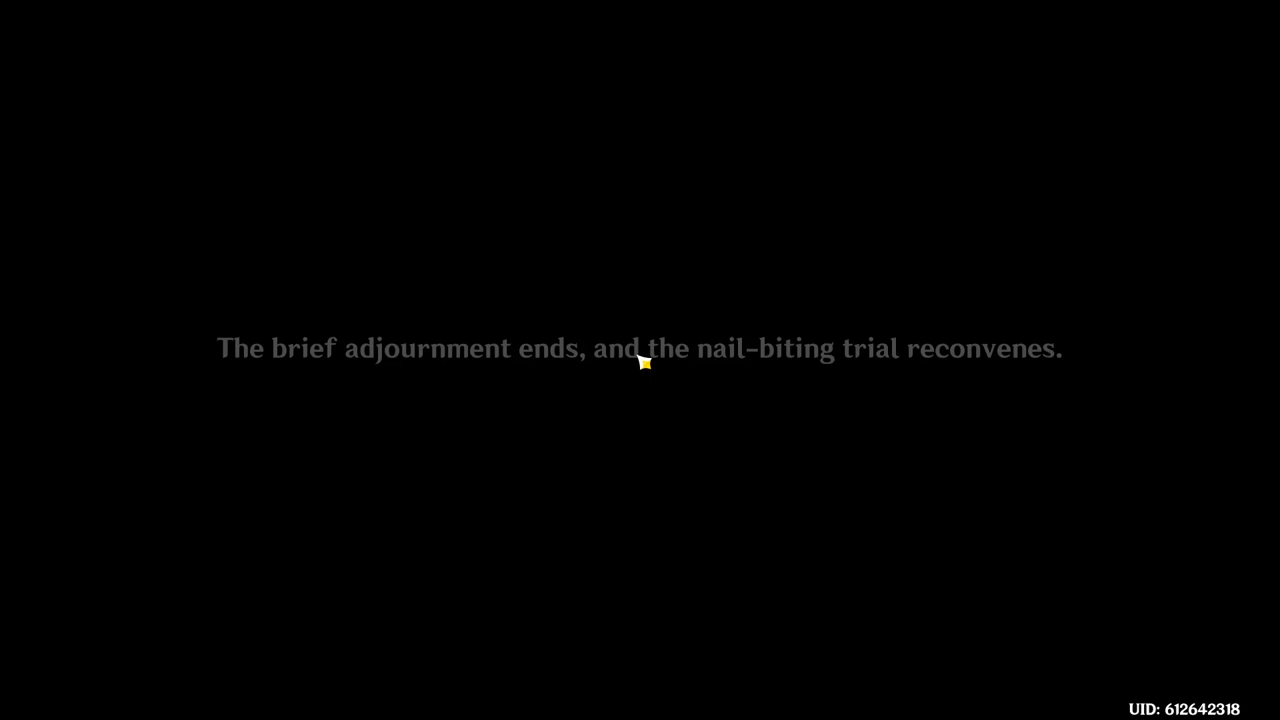 The brief adjournment ends, and the nail-biting trial reconvenes.
UID: 612642318